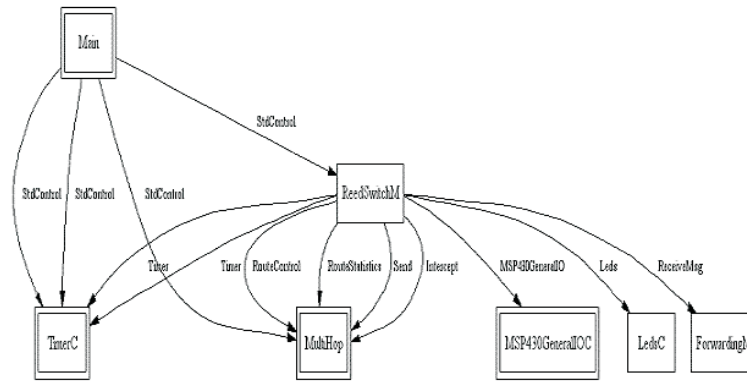 Main
StdControl
ReedSwitchM
StdControl
StdControl
StdControl
Timer
Timer
RouteControl
RouteStatistics
Send
Intercept
MSP430GeneralIO
Leds
ReceiveMsg
TimerC
MultiHop
MSP430GeneralIOC
LedsC